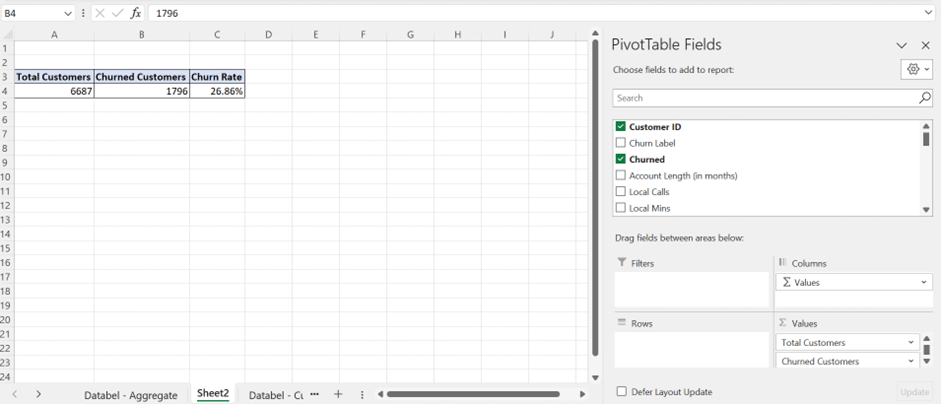 B4 fx 1796
A B C D E F G H I J
1
2
3 Total Customers Churned Customers Churn Rate
4 6687 1796 26.86%
5
6
7
8
9
10
11
12
13
14
15
16
17
18
19
20
21
22
23
24
Databel - Aggregate Sheet2 Databel - Cu ...
PivotTable Fields
Choose fields to add to report:
Search
Customer ID
Churn Label
Churned
Account Length (in months)
Local Calls
Local Mins
Drag fields between areas below:
Filters
Columns
Σ Values
Rows
Σ Values
Total Customers
Churned Customers
Defer Layout Update
Update